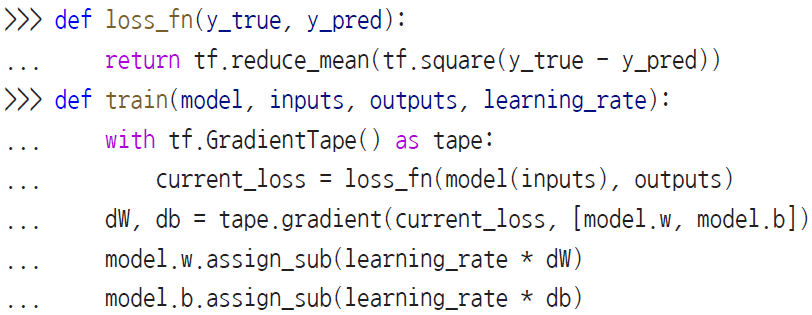 >>> def loss_fn(y_true, y_pred):
...     return tf.reduce_mean(tf.square(y_true - y_pred))
>>> def train(model, inputs, outputs, learning_rate):
...     with tf.GradientTape() as tape:
...         current_loss = loss_fn(model(inputs), outputs)
...     dW, db = tape.gradient(current_loss, [model.w, model.b])
...     model.w.assign_sub(learning_rate * dW)
...     model.b.assign_sub(learning_rate * db)